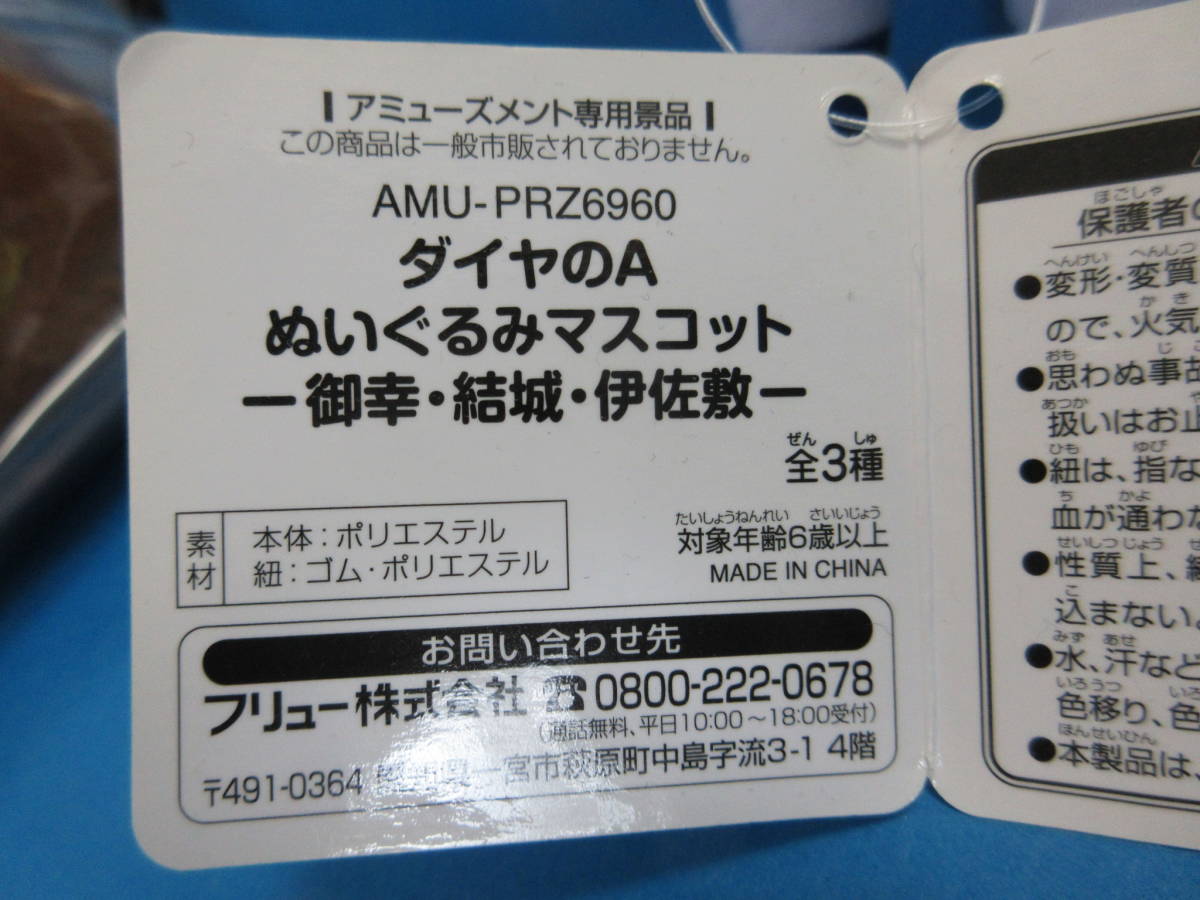 アミューズメント専用景品
この商品は一般市販されておりません。
AMU-PRZ6960
ダイヤのA
ぬいぐるみマスコット
ー御幸・結城・伊佐敷ー
ぜん しゅ
全3種
素材
本体：ポリエステル
紐：ゴム・ポリエステル
たいしょうねんれい さいいじょう
対象年齢6歳以上
MADE IN CHINA
お問い合わせ先
フリュー株式会社 ☎0800-222-0678
(通話無料、平日10:00～18:00受付)
〒491-0364 愛知県一宮市萩原町中島字流3-1 4階
ほごしゃ
保護者の
へんけい へんしつ
●変形・変質
かき
ので、火気
おも じこ
●思わぬ事故
あつか や
扱いはお止
ひも ゆび
●紐は、指な
ち かよ
血が通わな
せいしつじょう
●性質上、
こ
込まない
みず あせ
●水、汗など
いろうつ い
色移り、色
ほんせいひん
●本製品は、